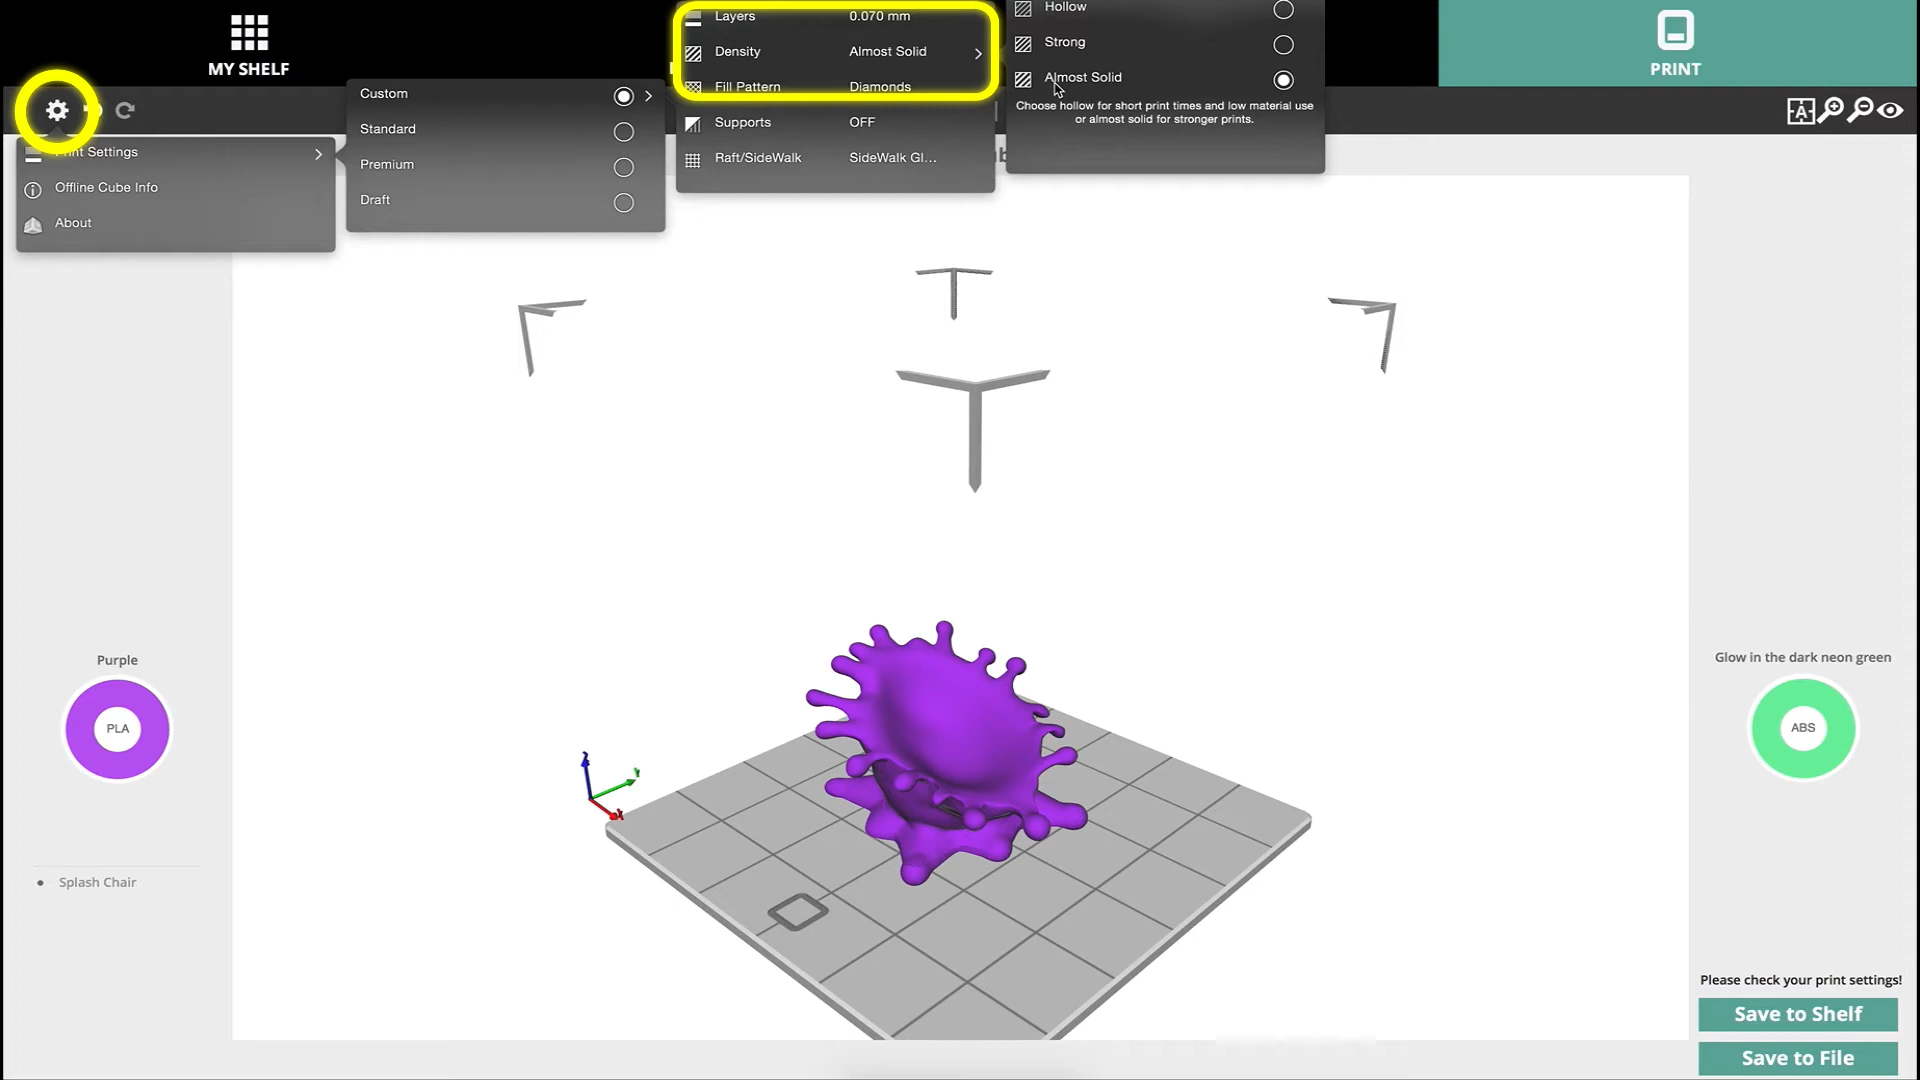 MY SHELF
PRINT
Layers 0.070 mm
Density Almost Solid
Fill Pattern Diamonds
Supports OFF
Raft/SideWalk SideWalk Gl...
Hollow
Strong
Almost Solid
Choose hollow for short print times and low material use
or almost solid for stronger prints.
Custom
Standard
Premium
Draft
Print Settings
Offline Cube Info
About
A
Purple
PLA
Glow in the dark neon green
ABS
Z
Y
X
Splash Chair
Please check your print settings!
Save to Shelf
Save to File